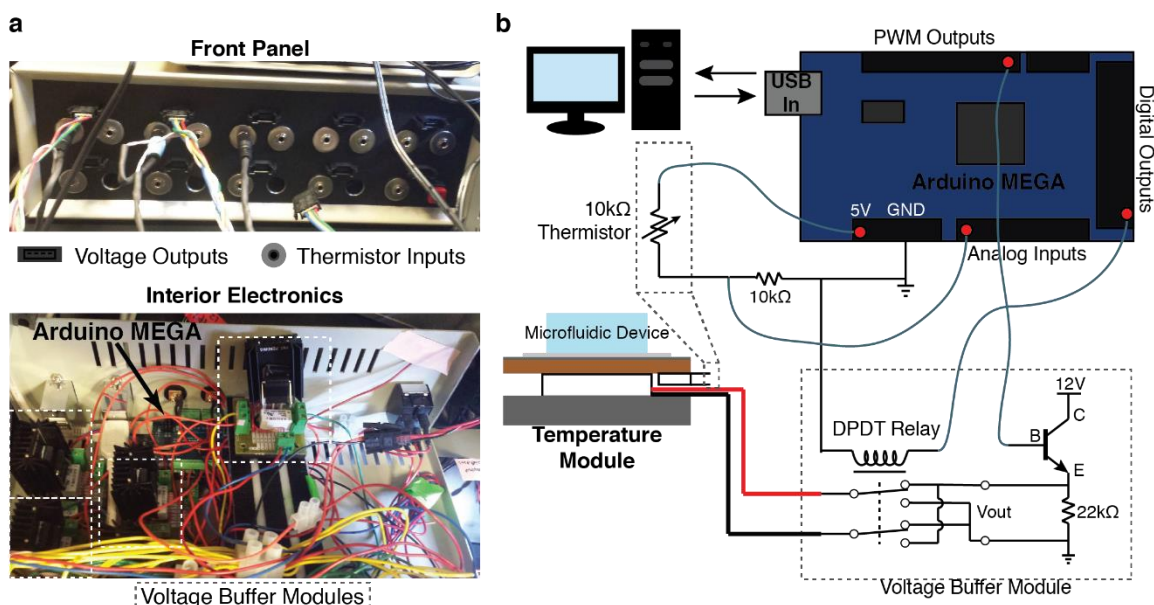 a
Front Panel
Voltage Outputs
Thermistor Inputs
Interior Electronics
Arduino MEGA
Voltage Buffer Modules
b
PWM Outputs
USB
In
Digital Outputs
Arduino MEGA
5V
GND
Analog Inputs
10kΩ
Thermistor
10kΩ
Microfluidic Device
Temperature
Module
12V
C
B
E
DPDT Relay
Vout
22kΩ
Voltage Buffer Module